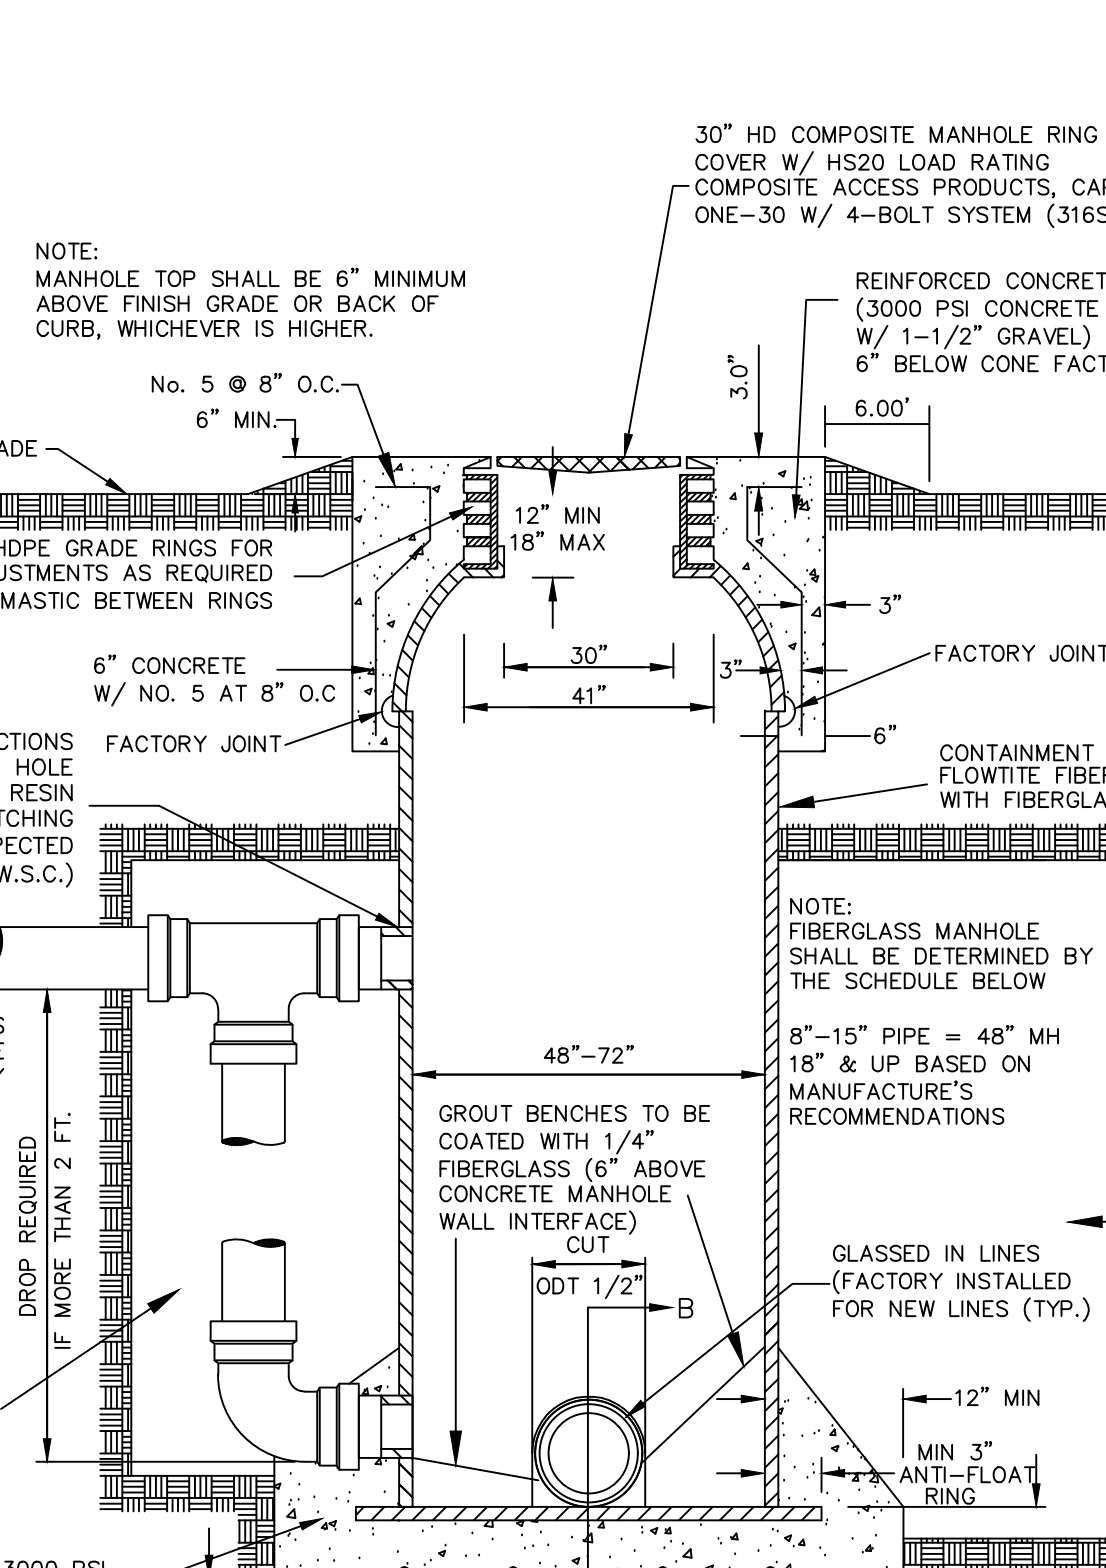 30" HD COMPOSITE MANHOLE RING
COVER W/ HS20 LOAD RATING
COMPOSITE ACCESS PRODUCTS, CAP
ONE-30 W/ 4-BOLT SYSTEM (316S
NOTE:
MANHOLE TOP SHALL BE 6" MINIMUM
ABOVE FINISH GRADE OR BACK OF
CURB, WHICHEVER IS HIGHER.
REINFORCED CONCRET
(3000 PSI CONCRETE
W/ 1-1/2" GRAVEL)
6" BELOW CONE FACT
No. 5 @ 8" O.C.
6" MIN.
3.0"
6.00'
ADE
12" MIN
18" MAX
HDPE GRADE RINGS FOR
USTMENTS AS REQUIRED
MASTIC BETWEEN RINGS
3"
30"
3"
41"
6" CONCRETE
W/ NO. 5 AT 8" O.C
FACTORY JOINT
FACTORY JOINT
6"
CTIONS
HOLE
RESIN
TCHING
PECTED
W.S.C.)
CONTAINMENT
FLOWTITE FIBER
WITH FIBERGLA
NOTE:
FIBERGLASS MANHOLE
SHALL BE DETERMINED BY
THE SCHEDULE BELOW
8"-15" PIPE = 48" MH
18" & UP BASED ON
MANUFACTURE'S
RECOMMENDATIONS
48"-72"
GROUT BENCHES TO BE
COATED WITH 1/4"
FIBERGLASS (6" ABOVE
CONCRETE MANHOLE
WALL INTERFACE)
CUT
ODT 1/2"
B
DROP REQUIRED
IF MORE THAN 2 FT.
GLASSED IN LINES
(FACTORY INSTALLED
FOR NEW LINES (TYP.)
12" MIN
MIN 3"
ANTI-FLOAT
RING
3000 PSI